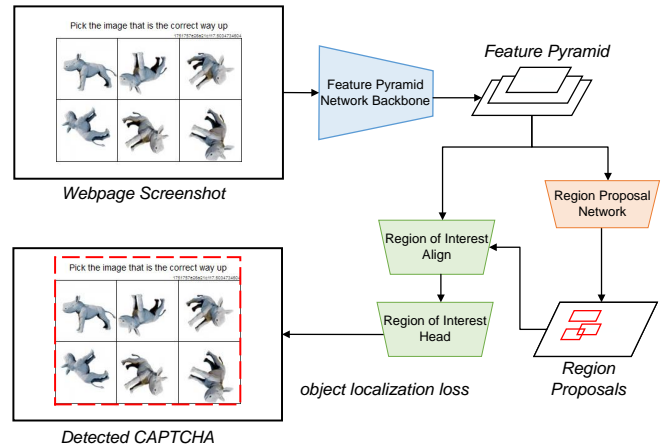 Pick the image that is the correct way up
Webpage Screenshot
Feature Pyramid
Network Backbone
Feature Pyramid
Region Proposal
Network
Region of Interest
Align
Region of Interest
Head
Region
Proposals
object localization loss
Pick the image that is the correct way up
Detected CAPTCHA